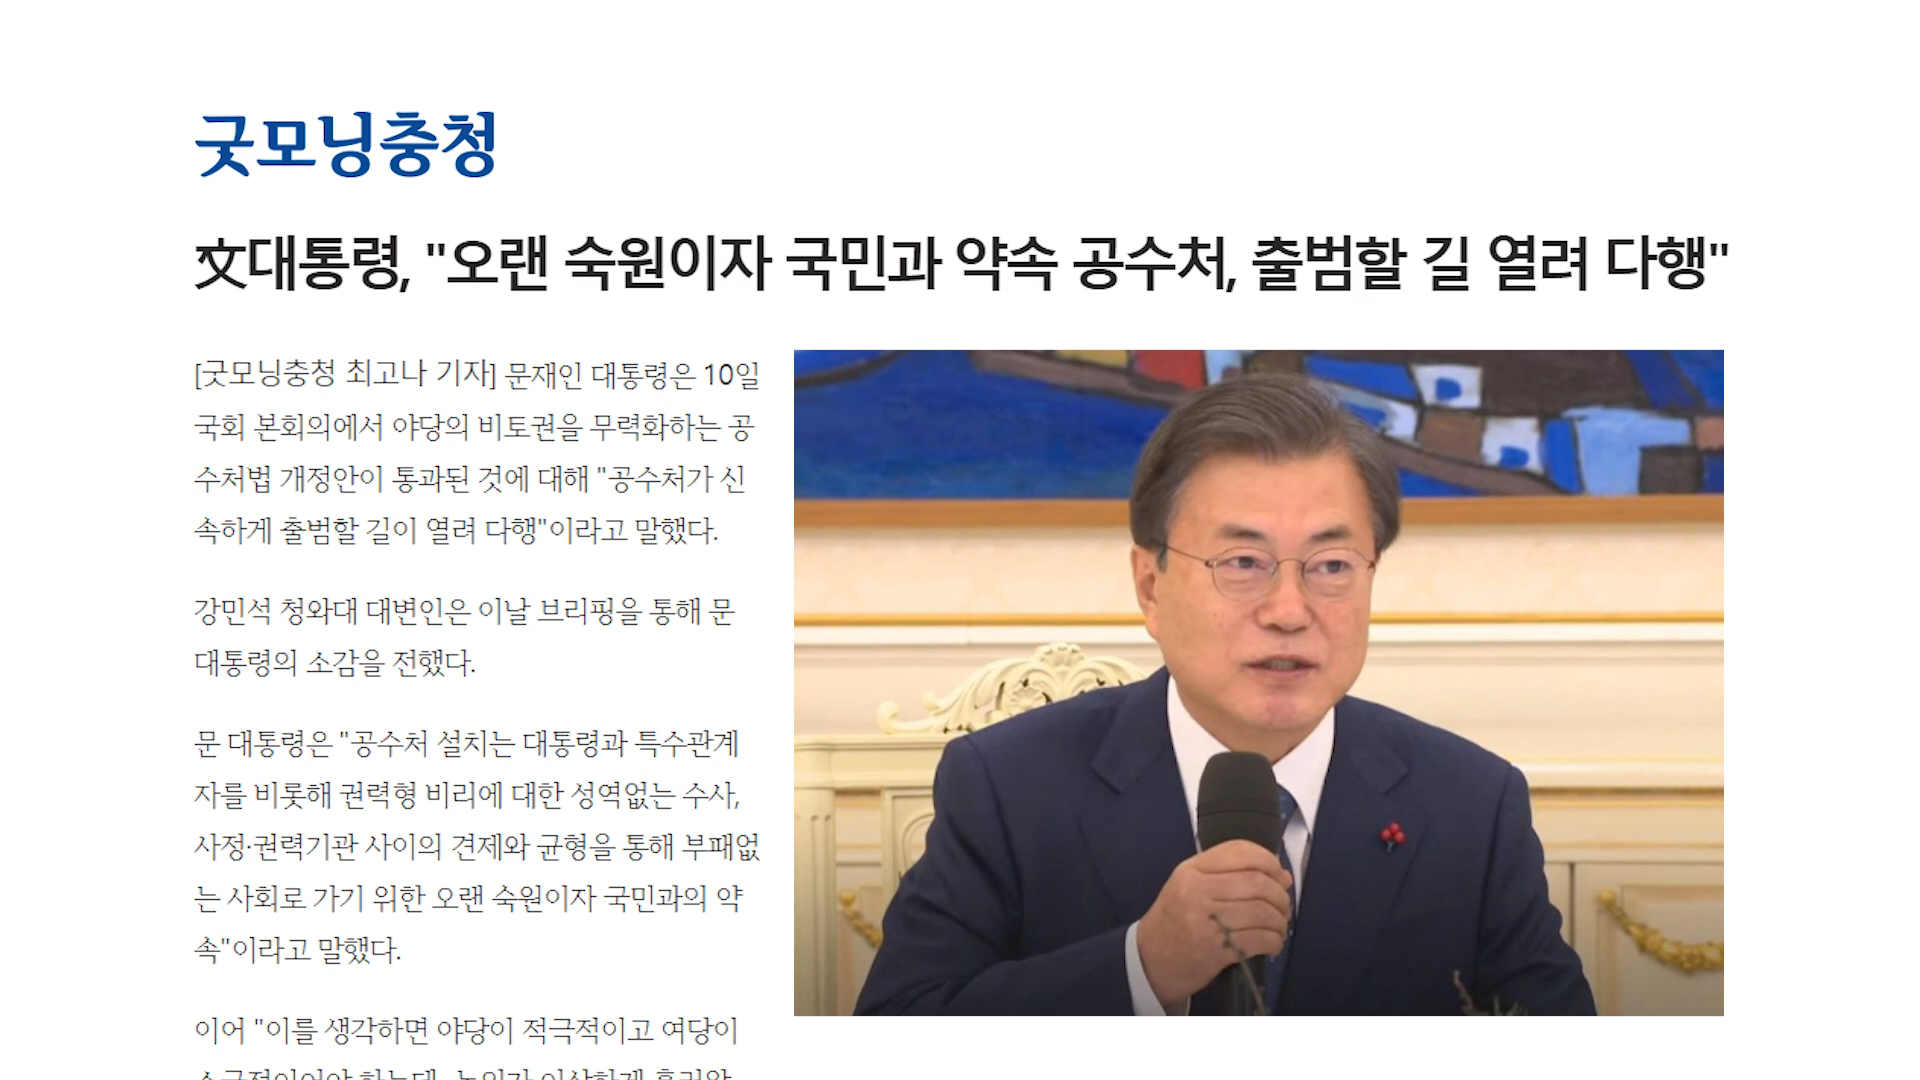 굿모닝충청
文대통령, "오랜 숙원이자 국민과 약속 공수처, 출범할 길 열려 다행"
[굿모닝충청 최고나 기자] 문재인 대통령은 10일
국회 본회의에서 야당의 비토권을 무력화하는 공
수처법 개정안이 통과된 것에 대해 "공수처가 신
속하게 출범할 길이 열려 다행"이라고 말했다.
강민석 청와대 대변인은 이날 브리핑을 통해 문
대통령의 소감을 전했다.
문 대통령은 "공수처 설치는 대통령과 특수관계
자를 비롯해 권력형 비리에 대한 성역없는 수사,
사정·권력기관 사이의 견제와 균형을 통해 부패없
는 사회로 가기 위한 오랜 숙원이자 국민과의 약
속"이라고 말했다.
이어 "이를 생각하면 야당이 적극적이고 여당이